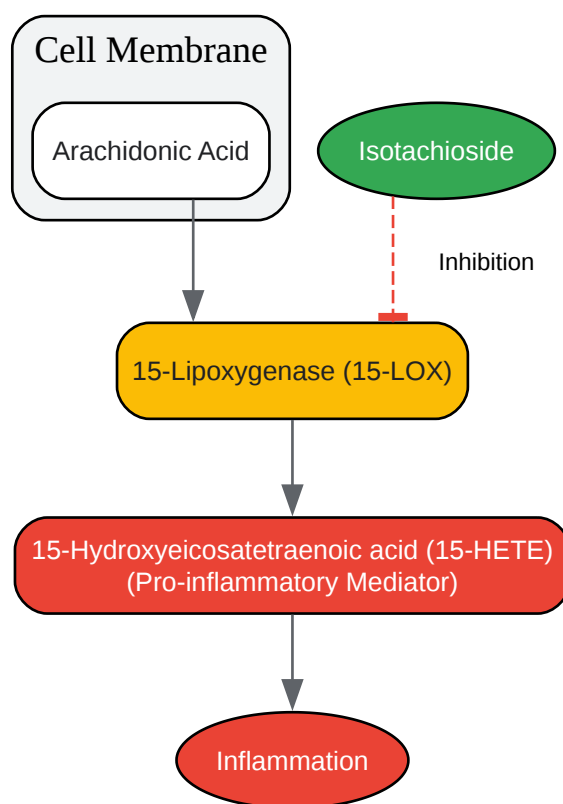 Cell Membrane
Arachidonic Acid
Isotachioside
Inhibition
15-Lipoxygenase (15-LOX)
15-Hydroxyeicosatetraenoic acid (15-HETE)
(Pro-inflammatory Mediator)
Inflammation